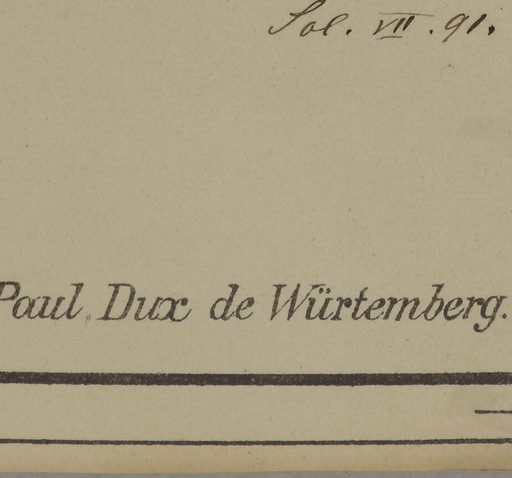 Sol. VII. 91.
Paul, Dux de Würtemberg.